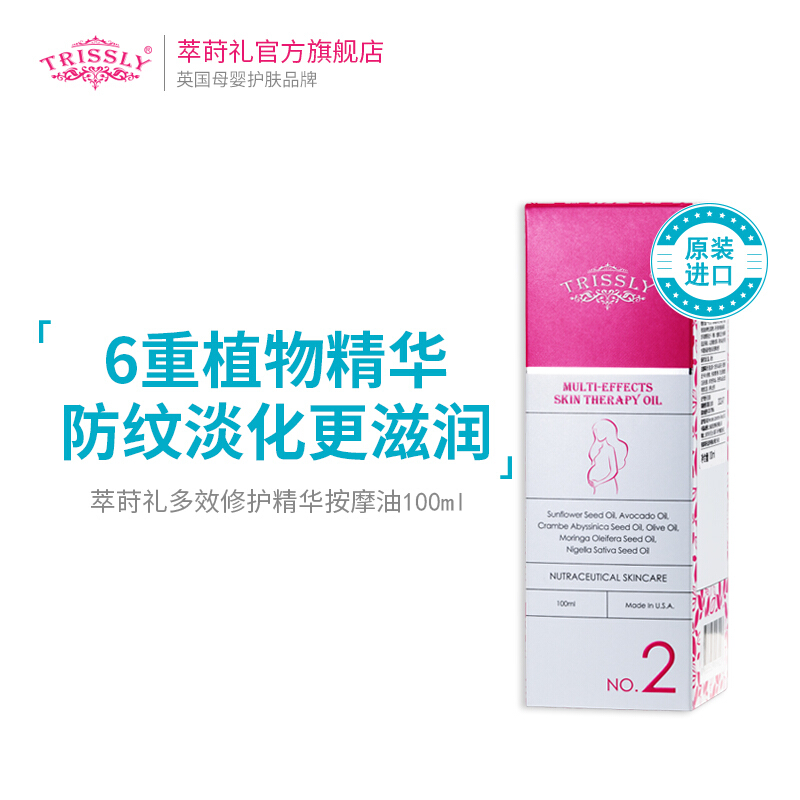 TRISSLY®
萃莳礼官方旗舰店
英国母婴护肤品牌
原装
进口
「6重植物精华
防纹淡化更滋润」
萃莳礼多效修护精华按摩油100ml
TRISSLY
MULTI-EFFECTS
SKIN THERAPY OIL
Sunflower Seed Oil, Avocado Oil,
Crambe Abyssinica Seed Oil, Olive Oil,
Moringa Oleifera Seed Oil,
Nigella Sativa Seed Oil
NUTRACEUTICAL SKINCARE
100ml
Made in U.S.A.
NO.2